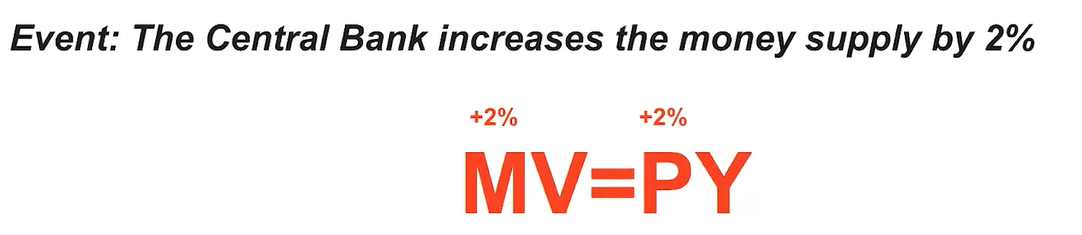 Event: The Central Bank increases the money supply by 2%
+2% +2%
MV=PY